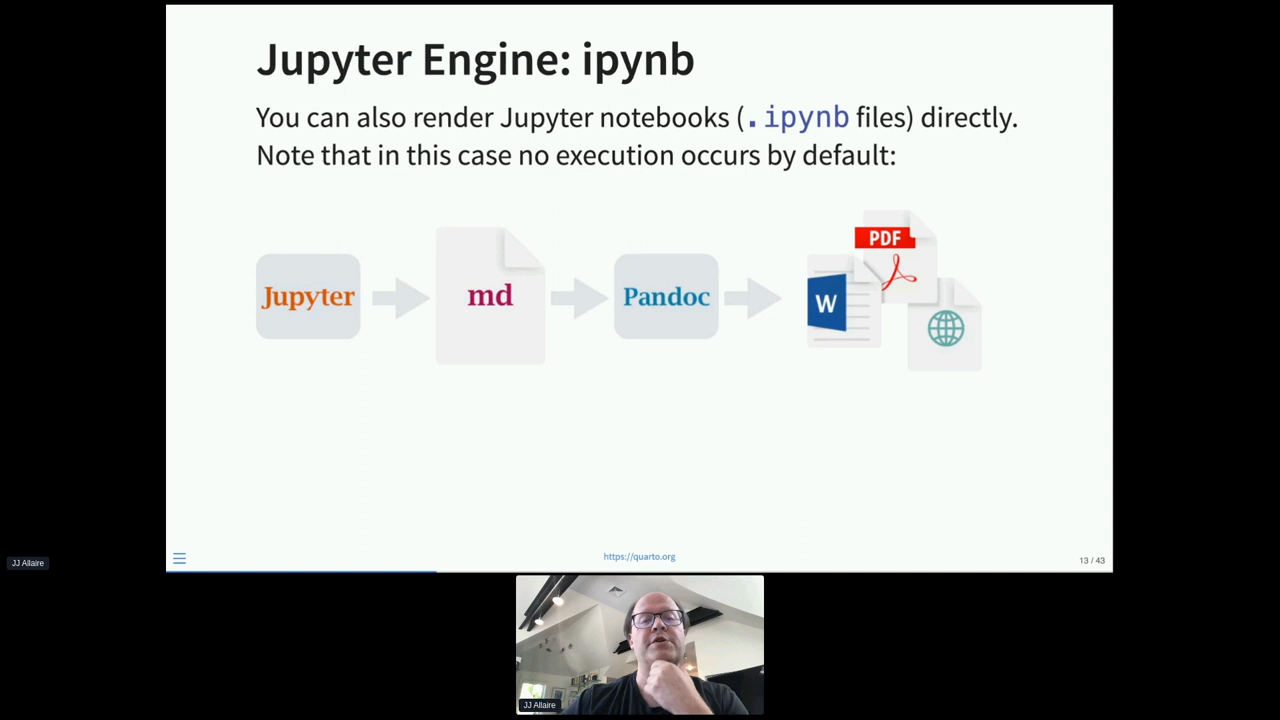 Jupyter Engine: ipynb
You can also render Jupyter notebooks (.ipynb files) directly.
Note that in this case no execution occurs by default:
Jupyter
md
Pandoc
W
PDF
https://quarto.org
13 / 43
JJ Allaire
JJ Allaire